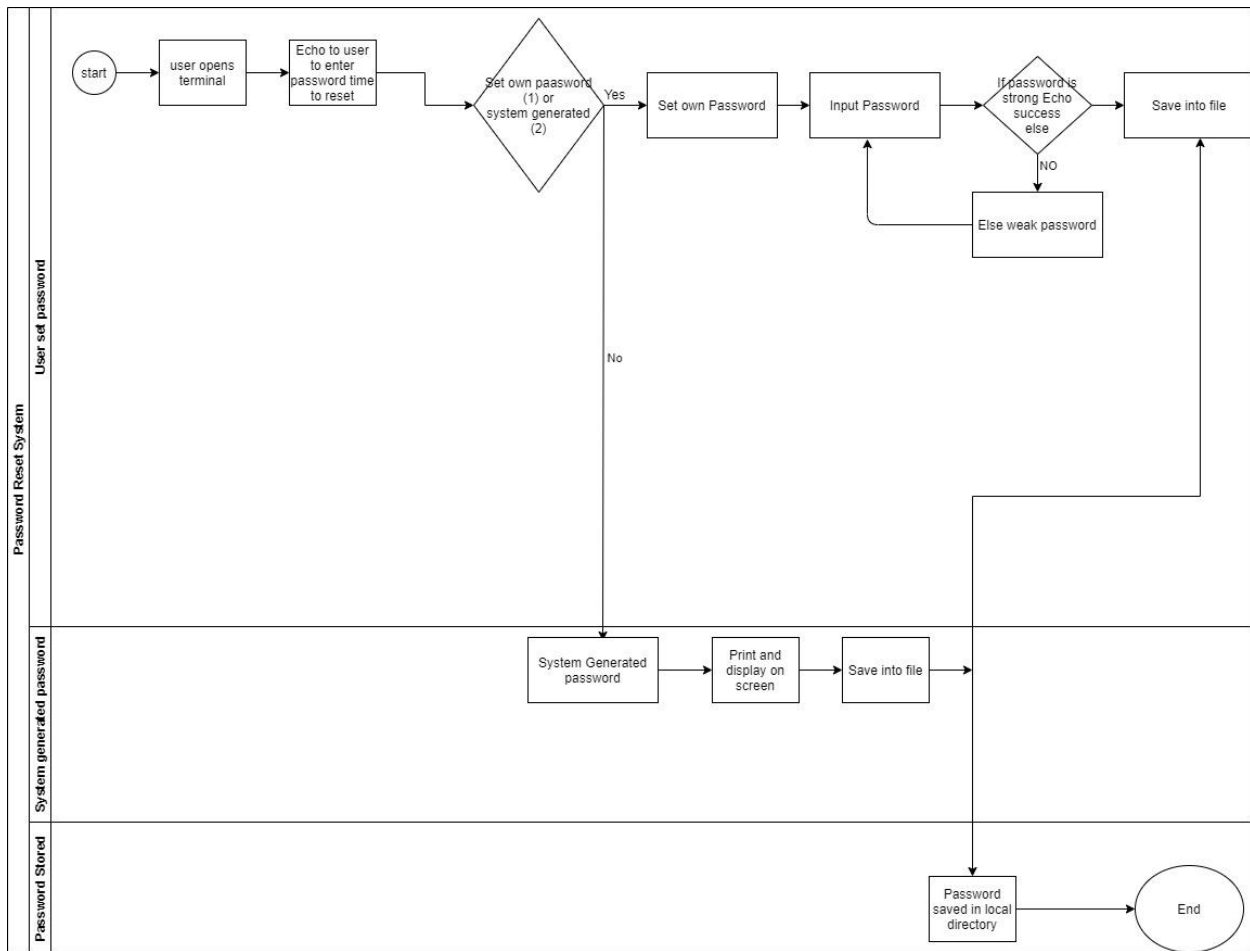 Password Reset System
User set password
start
user opens
terminal
Echo to user
to enter
password time
to reset
Set own paassword
(1) or
system generated
(2)
Yes
Set own Password
Input Password
If password is
strong Echo
success
else
Save into file
NO
Else weak password
No
System generated password
System Generated
password
Print and
display on
screen
Save into file
Password Stored
Password
saved in local
directory
End